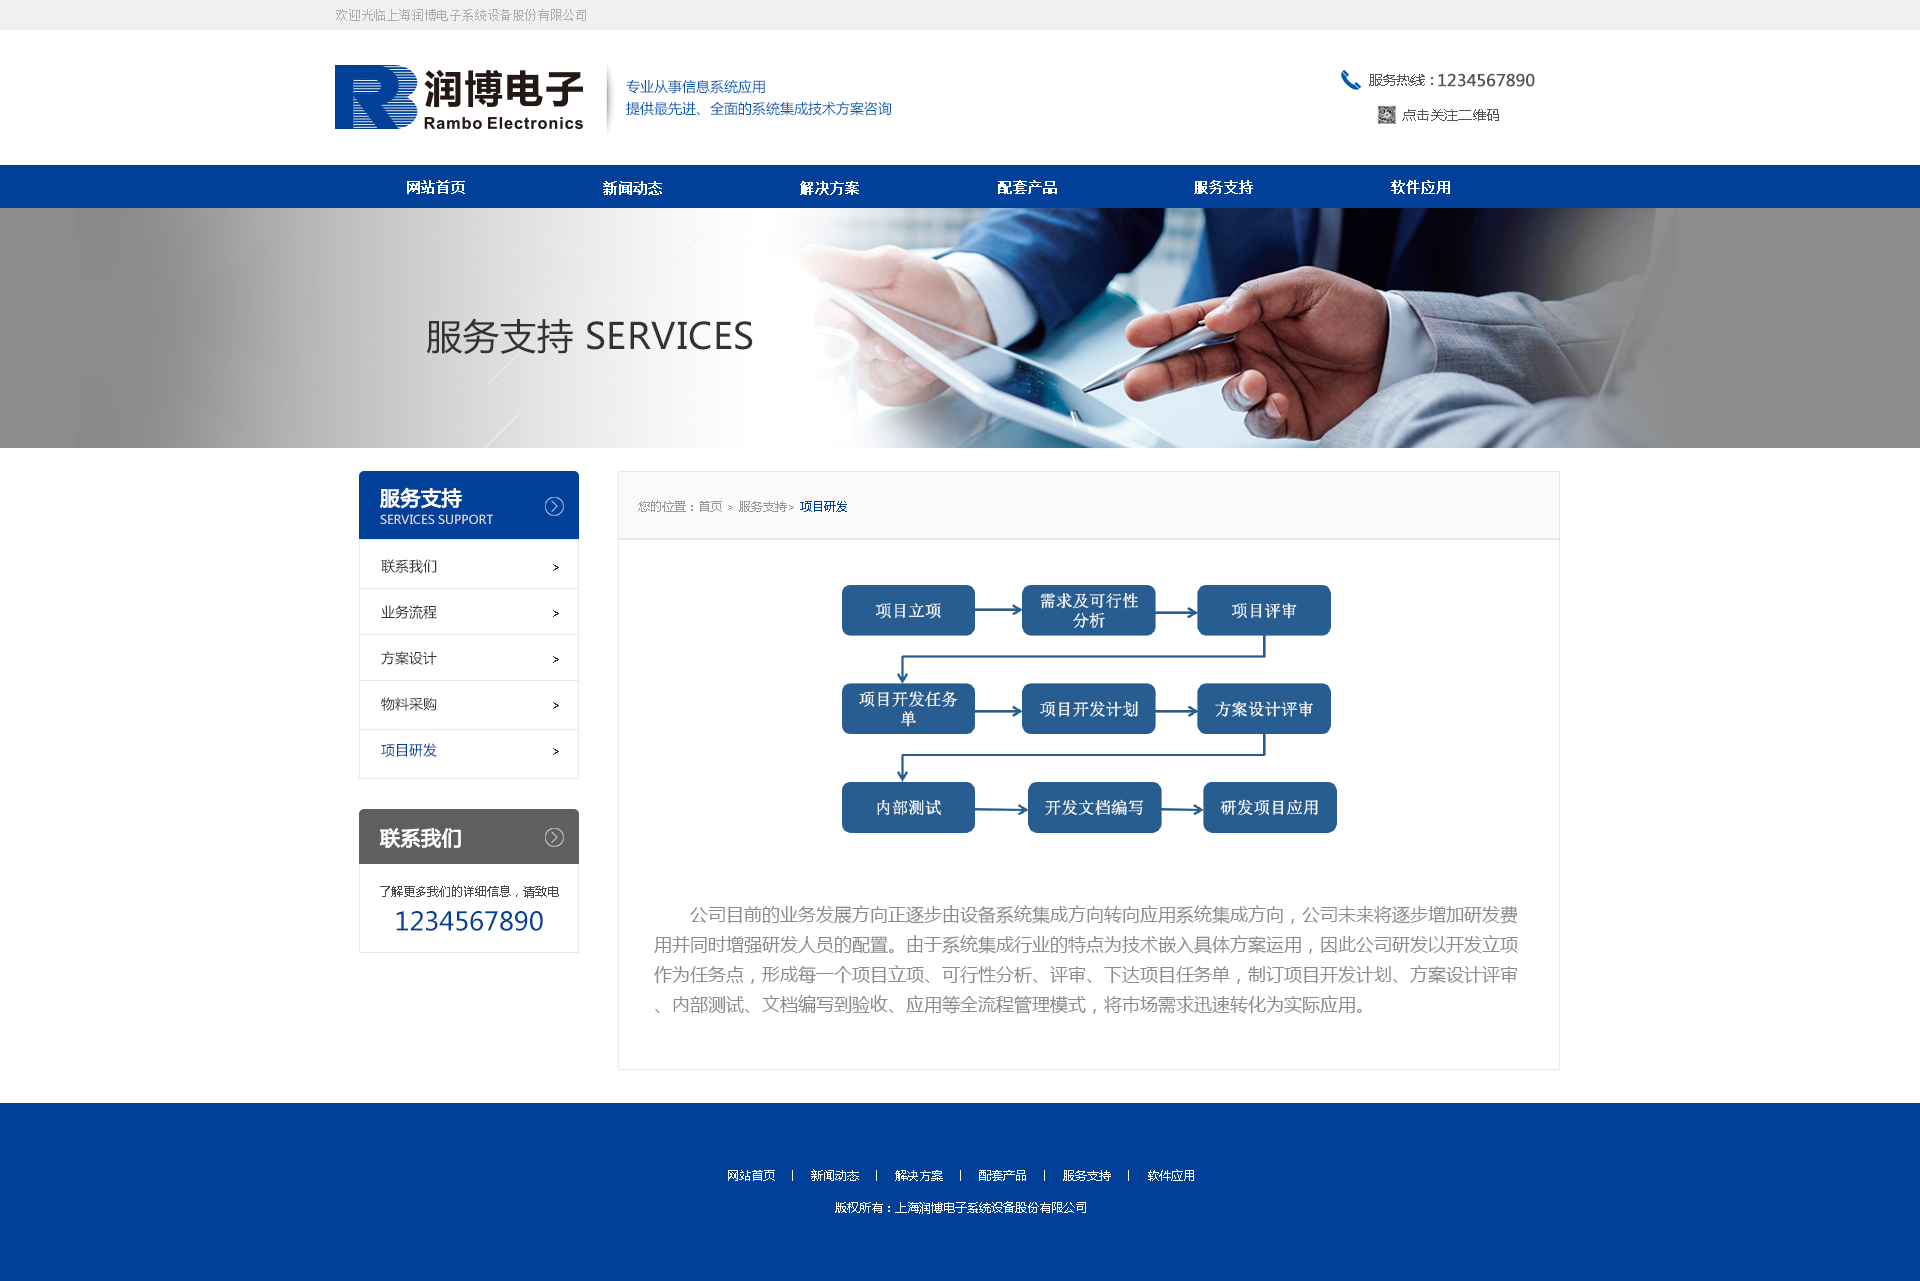 欢迎光临上海润博电子系统设备股份有限公司
润博电子
Rambo Electronics
专业从事信息系统应用
提供最先进、全面的系统集成技术方案咨询
服务热线：1234567890
点击关注二维码
网站首页 新闻动态 解决方案 配套产品 服务支持 软件应用
服务支持 SERVICES
服务支持
SERVICES SUPPORT
联系我们 >
业务流程 >
方案设计 >
物料采购 >
项目研发 >
联系我们
了解更多我们的详细信息，请致电
1234567890
您的位置：首页 > 服务支持> 项目研发
项目立项
需求及可行性
分析
项目评审
项目开发任务
单
项目开发计划
方案设计评审
内部测试
开发文档编写
研发项目应用
公司目前的业务发展方向正逐步由设备系统集成方向转向应用系统集成方向，公司未来将逐步增加研发费
用并同时增强研发人员的配置。由于系统集成行业的特点为技术嵌入具体方案运用，因此公司研发以开发立项
作为任务点，形成每一个项目立项、可行性分析、评审、下达项目任务单，制订项目开发计划、方案设计评审
、内部测试、文档编写到验收、应用等全流程管理模式，将市场需求迅速转化为实际应用。
网站首页 | 新闻动态 | 解决方案 | 配套产品 | 服务支持 | 软件应用
版权所有：上海润博电子系统设备股份有限公司